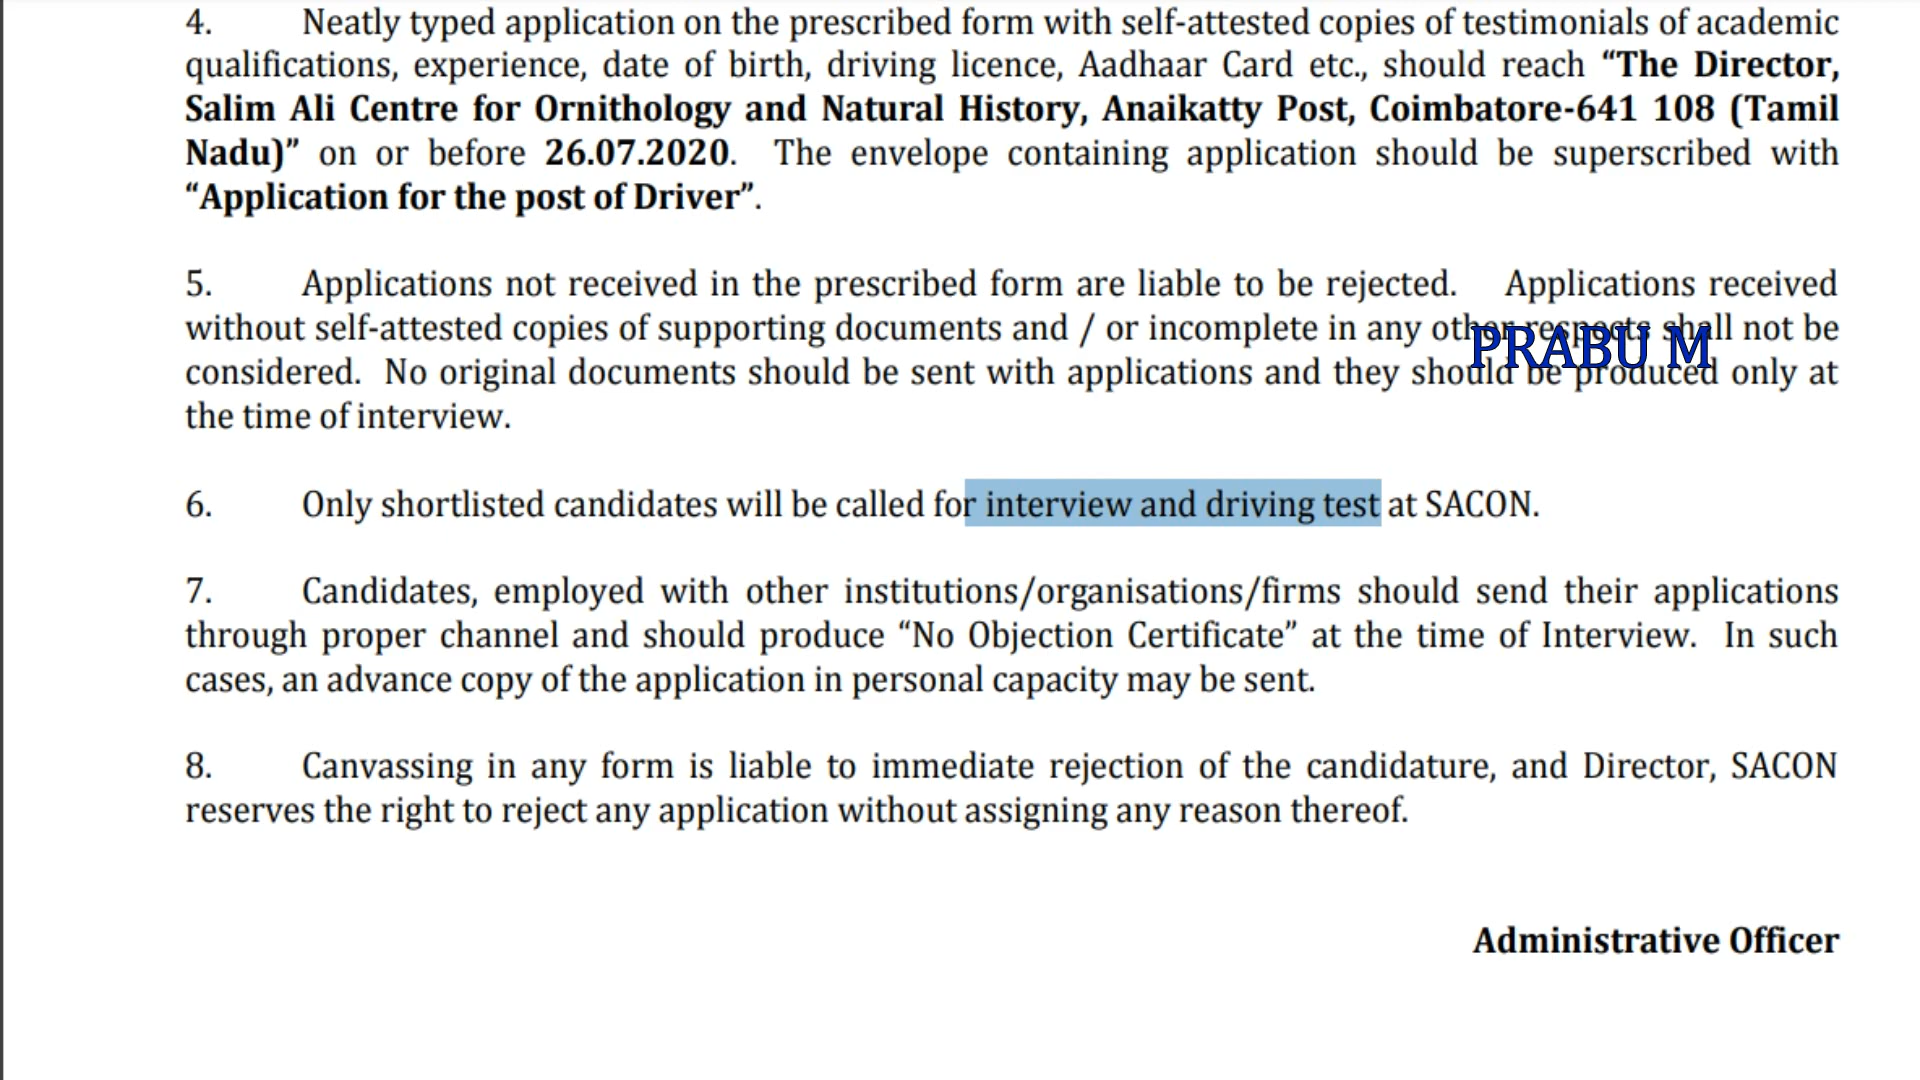 4. Neatly typed application on the prescribed form with self-attested copies of testimonials of academic
qualifications, experience, date of birth, driving licence, Aadhaar Card etc., should reach “The Director,
Salim Ali Centre for Ornithology and Natural History, Anaikatty Post, Coimbatore-641 108 (Tamil
Nadu)” on or before 26.07.2020. The envelope containing application should be superscribed with
“Application for the post of Driver”.
5. Applications not received in the prescribed form are liable to be rejected. Applications received
without self-attested copies of supporting documents and / or incomplete in any other respects shall not be
PRABU M
considered. No original documents should be sent with applications and they should be produced only at
the time of interview.
6. Only shortlisted candidates will be called for interview and driving test at SACON.
7. Candidates, employed with other institutions/organisations/firms should send their applications
through proper channel and should produce “No Objection Certificate” at the time of Interview. In such
cases, an advance copy of the application in personal capacity may be sent.
8. Canvassing in any form is liable to immediate rejection of the candidature, and Director, SACON
reserves the right to reject any application without assigning any reason thereof.
Administrative Officer